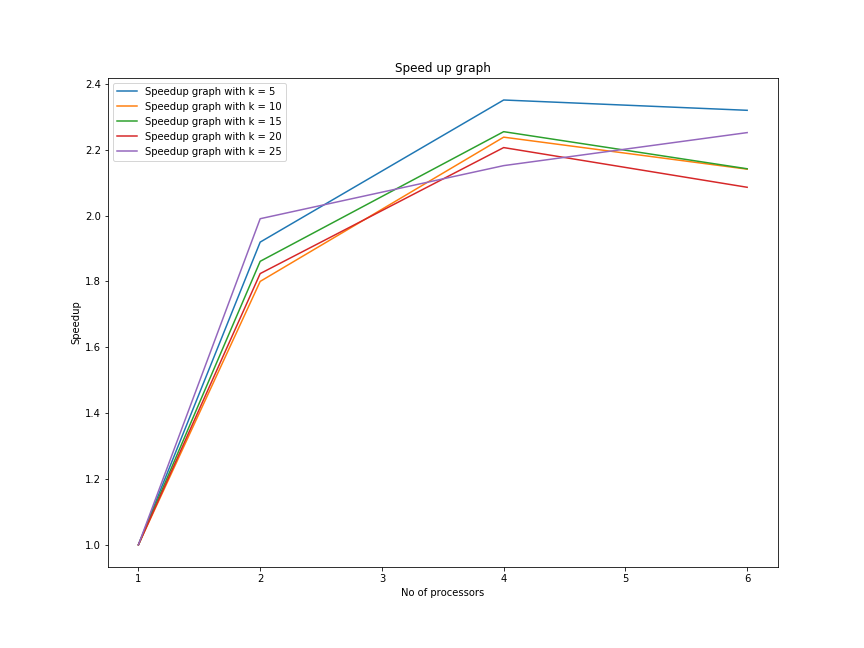 Speed up graph
Speedup graph with k = 5
Speedup graph with k = 10
Speedup graph with k = 15
Speedup graph with k = 20
Speedup graph with k = 25
2.4
2.2
2.0
1.8
1.6
1.4
1.2
1.0
Speedup
1 2 3 4 5 6
No of processors